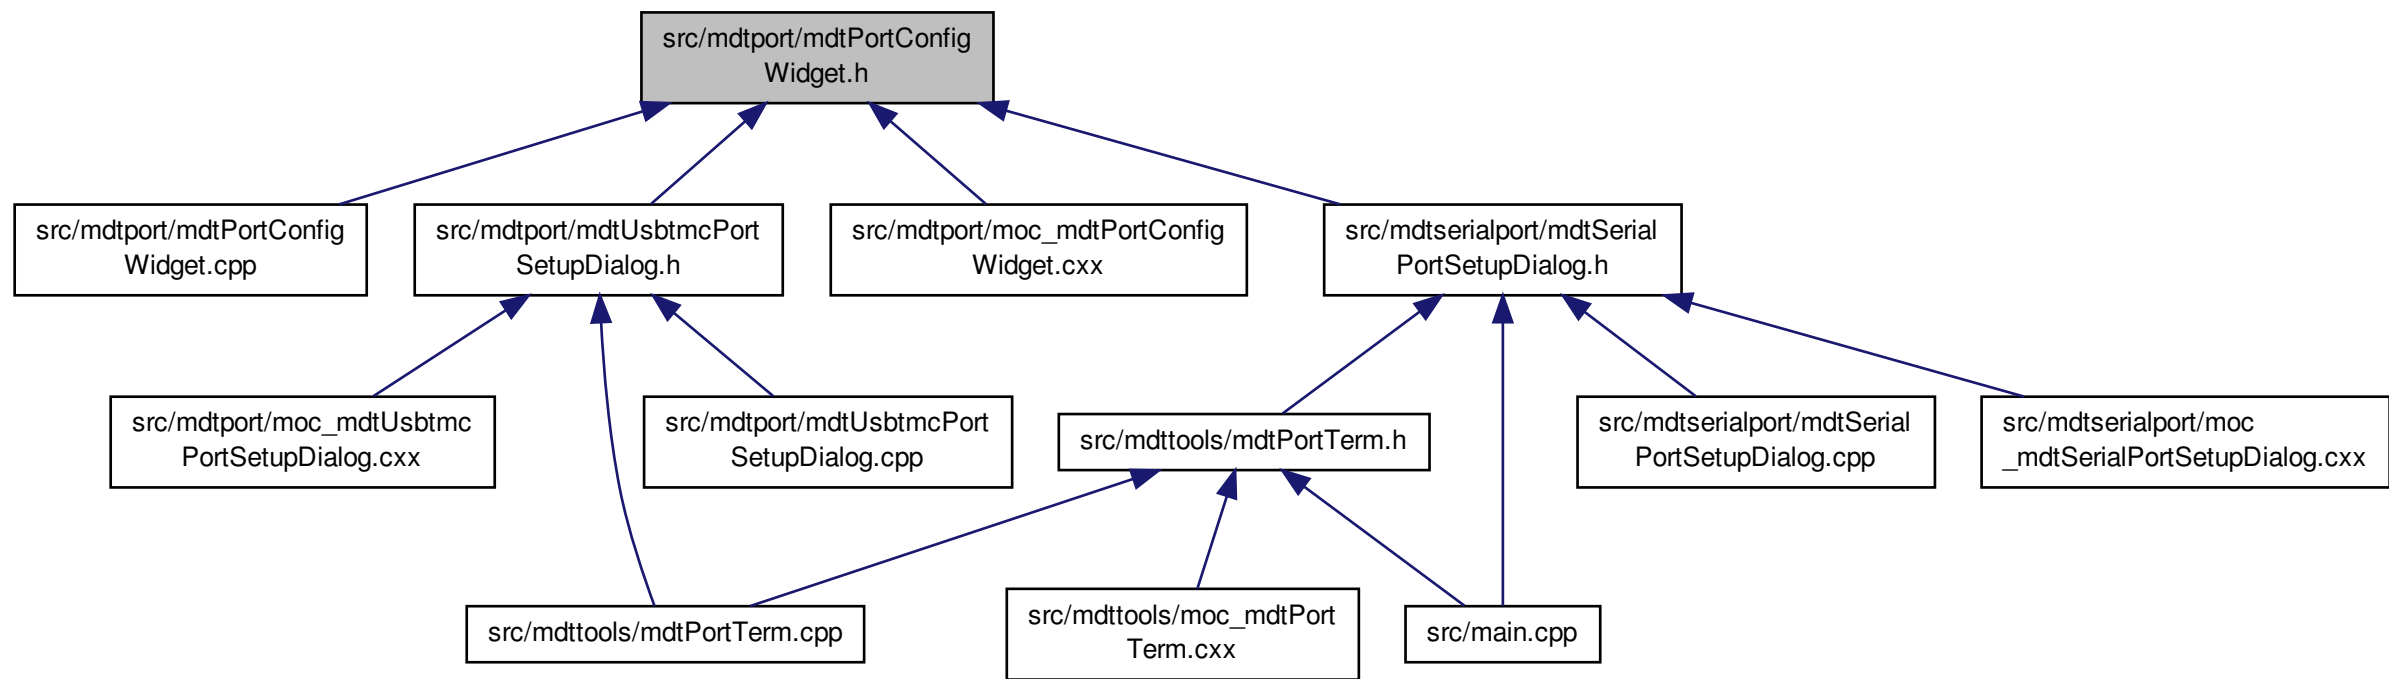 src/mdtport/mdtPortConfig
Widget.h
src/mdtport/mdtPortConfig
Widget.cpp
src/mdtport/mdtUsbtmcPort
SetupDialog.h
src/mdtport/moc_mdtPortConfig
Widget.cxx
src/mdtserialport/mdtSerial
PortSetupDialog.h
src/mdtport/moc_mdtUsbtmc
PortSetupDialog.cxx
src/mdtport/mdtUsbtmcPort
SetupDialog.cpp
src/mdttools/mdtPortTerm.h
src/mdtserialport/mdtSerial
PortSetupDialog.cpp
src/mdtserialport/moc
_mdtSerialPortSetupDialog.cxx
src/mdttools/mdtPortTerm.cpp
src/mdttools/moc_mdtPort
Term.cxx
src/main.cpp